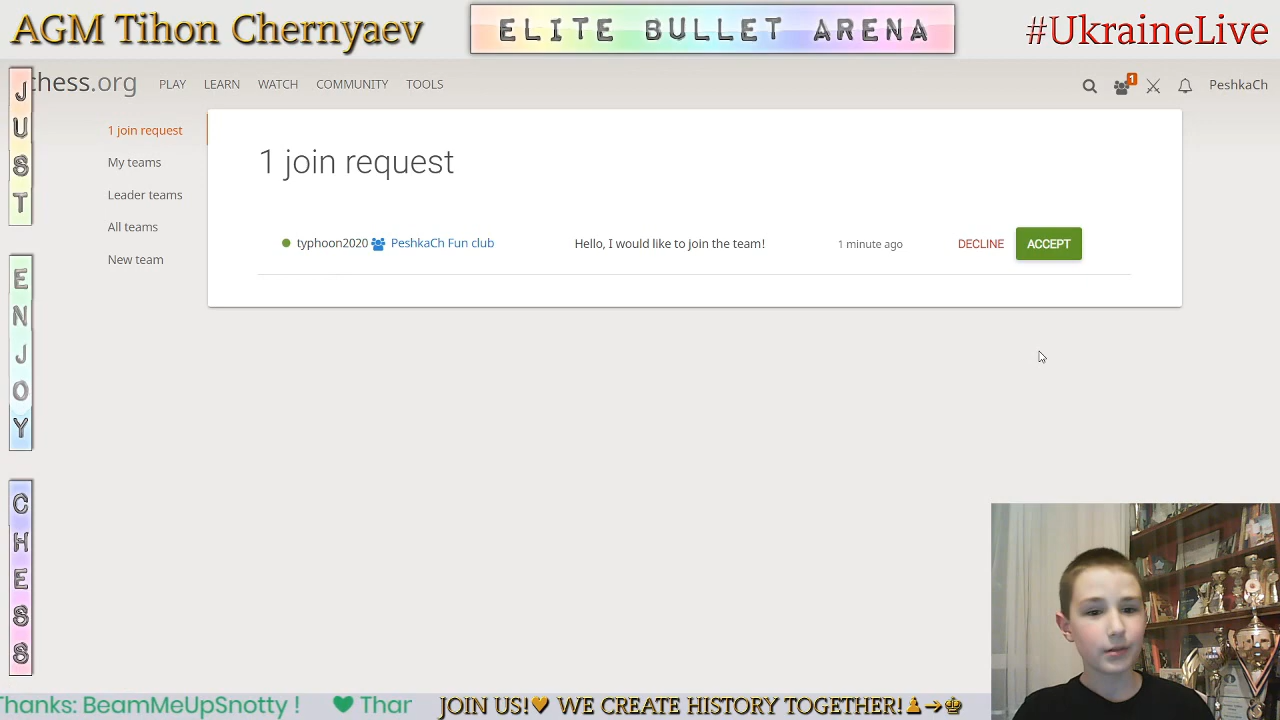 AGM Tihon Chernyaev
ELITE BULLET ARENA
#UkraineLive
chess.org
PLAY
LEARN
WATCH
COMMUNITY
TOOLS
1
PeshkaCh
JUST
ENJOY
CHESS
1 join request
My teams
Leader teams
All teams
New team
1 join request
typhoon2020 PeshkaCh Fun club
Hello, I would like to join the team!
1 minute ago
DECLINE
ACCEPT
Thanks: BeamMeUpSnotty !
Thar
JOIN US!🧡 WE CREATE HISTORY TOGETHER!♟→♚